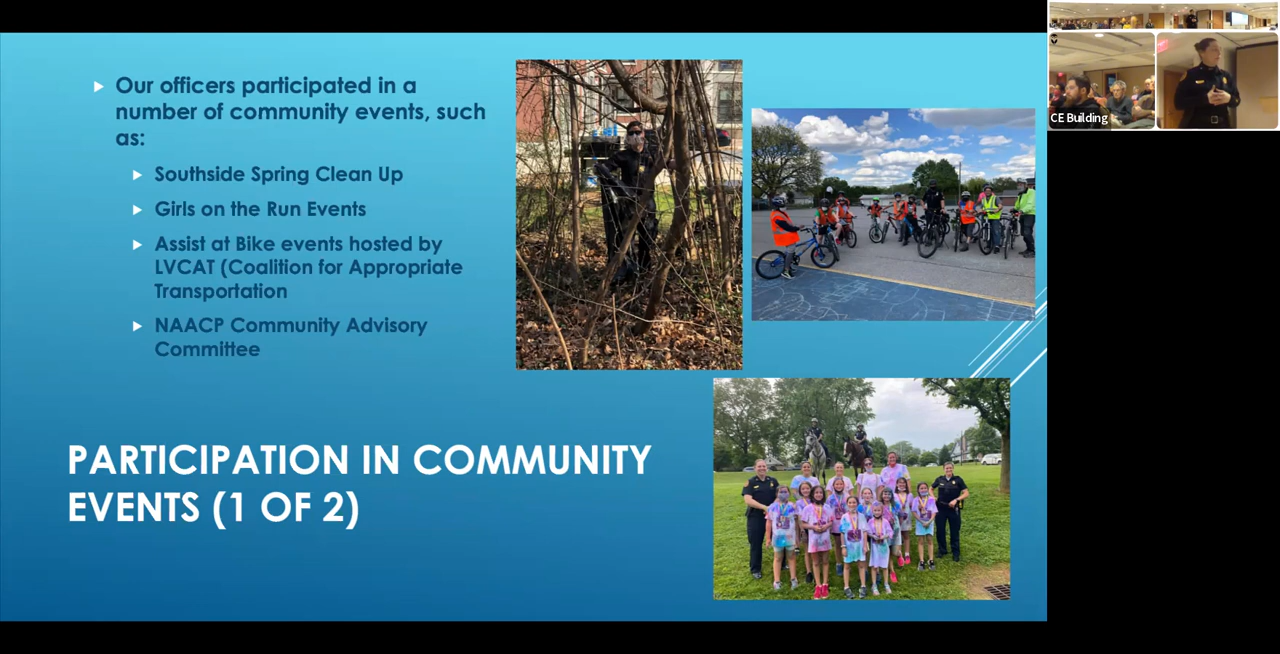 Our officers participated in a
number of community events, such
as:
Southside Spring Clean Up
Girls on the Run Events
Assist at Bike events hosted by
LVCAT (Coalition for Appropriate
Transportation
NAACP Community Advisory
Committee
PARTICIPATION IN COMMUNITY
EVENTS (1 OF 2)
CE Building